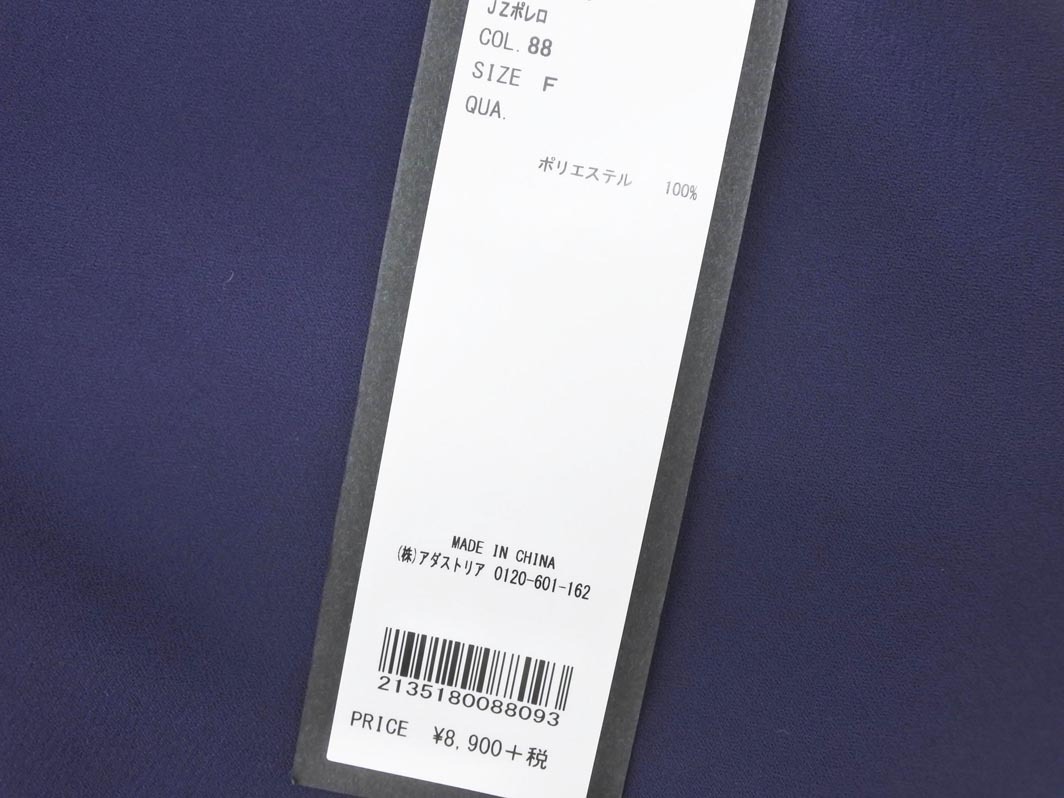 JZボレロ
COL. 88
SIZE F
QUA.
ポリエステル 100%
MADE IN CHINA
(株)アダストリア 0120-601-162
2135180088093
PRICE ¥8,900+税